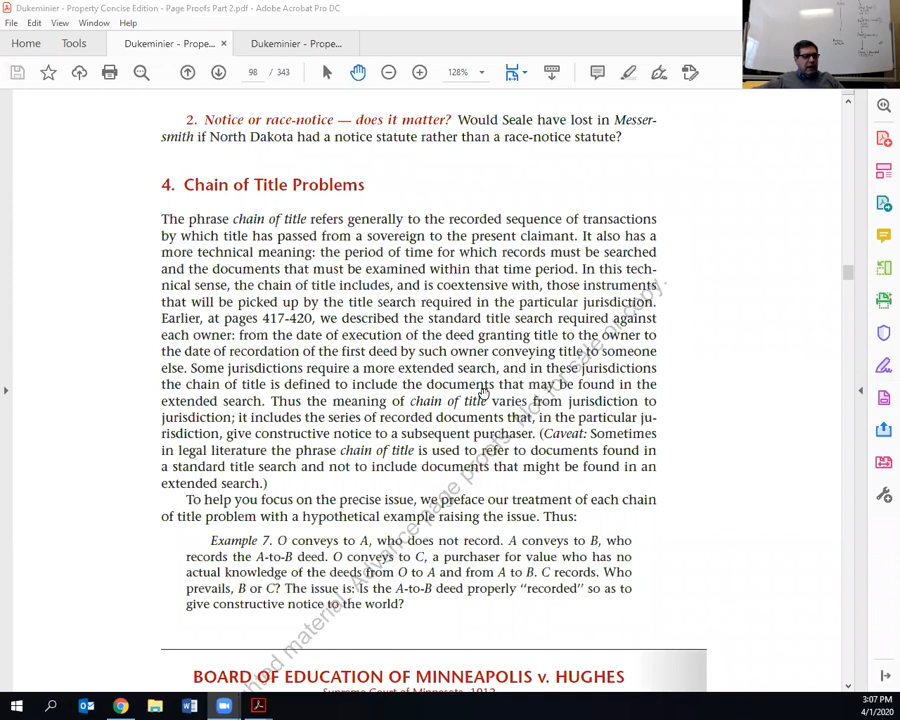 Dukeminier - Property Concise Edition - Page Proofs Part 2.pdf - Adobe Acrobat Pro DC
File Edit View Window Help
Home Tools Dukeminier - Prope... × Dukeminier - Prope...
98 / 343 128%
2. Notice or race-notice — does it matter? Would Seale have lost in Messer-
smith if North Dakota had a notice statute rather than a race-notice statute?
4. Chain of Title Problems
The phrase chain of title refers generally to the recorded sequence of transactions
by which title has passed from a sovereign to the present claimant. It also has a
more technical meaning: the period of time for which records must be searched
and the documents that must be examined within that time period. In this tech-
nical sense, the chain of title includes, and is coextensive with, those instruments
that will be picked up by the title search required in the particular jurisdiction.
Earlier, at pages 417-420, we described the standard title search required against
each owner: from the date of execution of the deed granting title to the owner to
the date of recordation of the first deed by such owner conveying title to someone
else. Some jurisdictions require a more extended search, and in these jurisdictions
the chain of title is defined to include the documents that may be found in the
extended search. Thus the meaning of chain of title varies from jurisdiction to
jurisdiction; it includes the series of recorded documents that, in the particular ju-
risdiction, give constructive notice to a subsequent purchaser. (Caveat: Sometimes
in legal literature the phrase chain of title is used to refer to documents found in
a standard title search and not to include documents that might be found in an
extended search.)
To help you focus on the precise issue, we preface our treatment of each chain
of title problem with a hypothetical example raising the issue. Thus:
Example 7. O conveys to A, who does not record. A conveys to B, who
records the A-to-B deed. O conveys to C, a purchaser for value who has no
actual knowledge of the deeds from O to A and from A to B. C records. Who
prevails, B or C? The issue is: Is the A-to-B deed properly "recorded" so as to
give constructive notice to the world?
BOARD OF EDUCATION OF MINNEAPOLIS v. HUGHES
Supreme Court of Minnesota, 1912
material. Advance page proofs. Not for sale or copy.
3:07 PM
4/1/2020